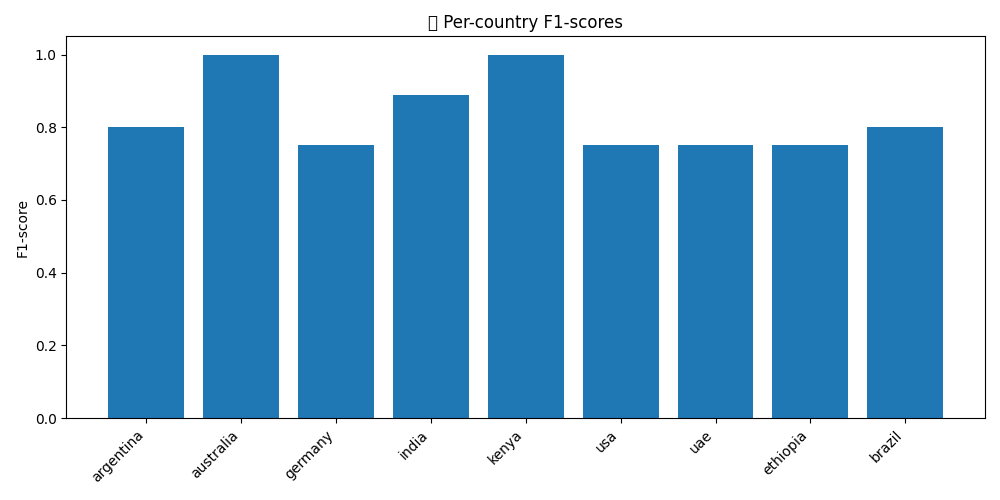 Per-country F1-scores
F1-score
1.0
0.8
0.6
0.4
0.2
0.0
argentina
australia
germany
india
kenya
usa
uae
ethiopia
brazil